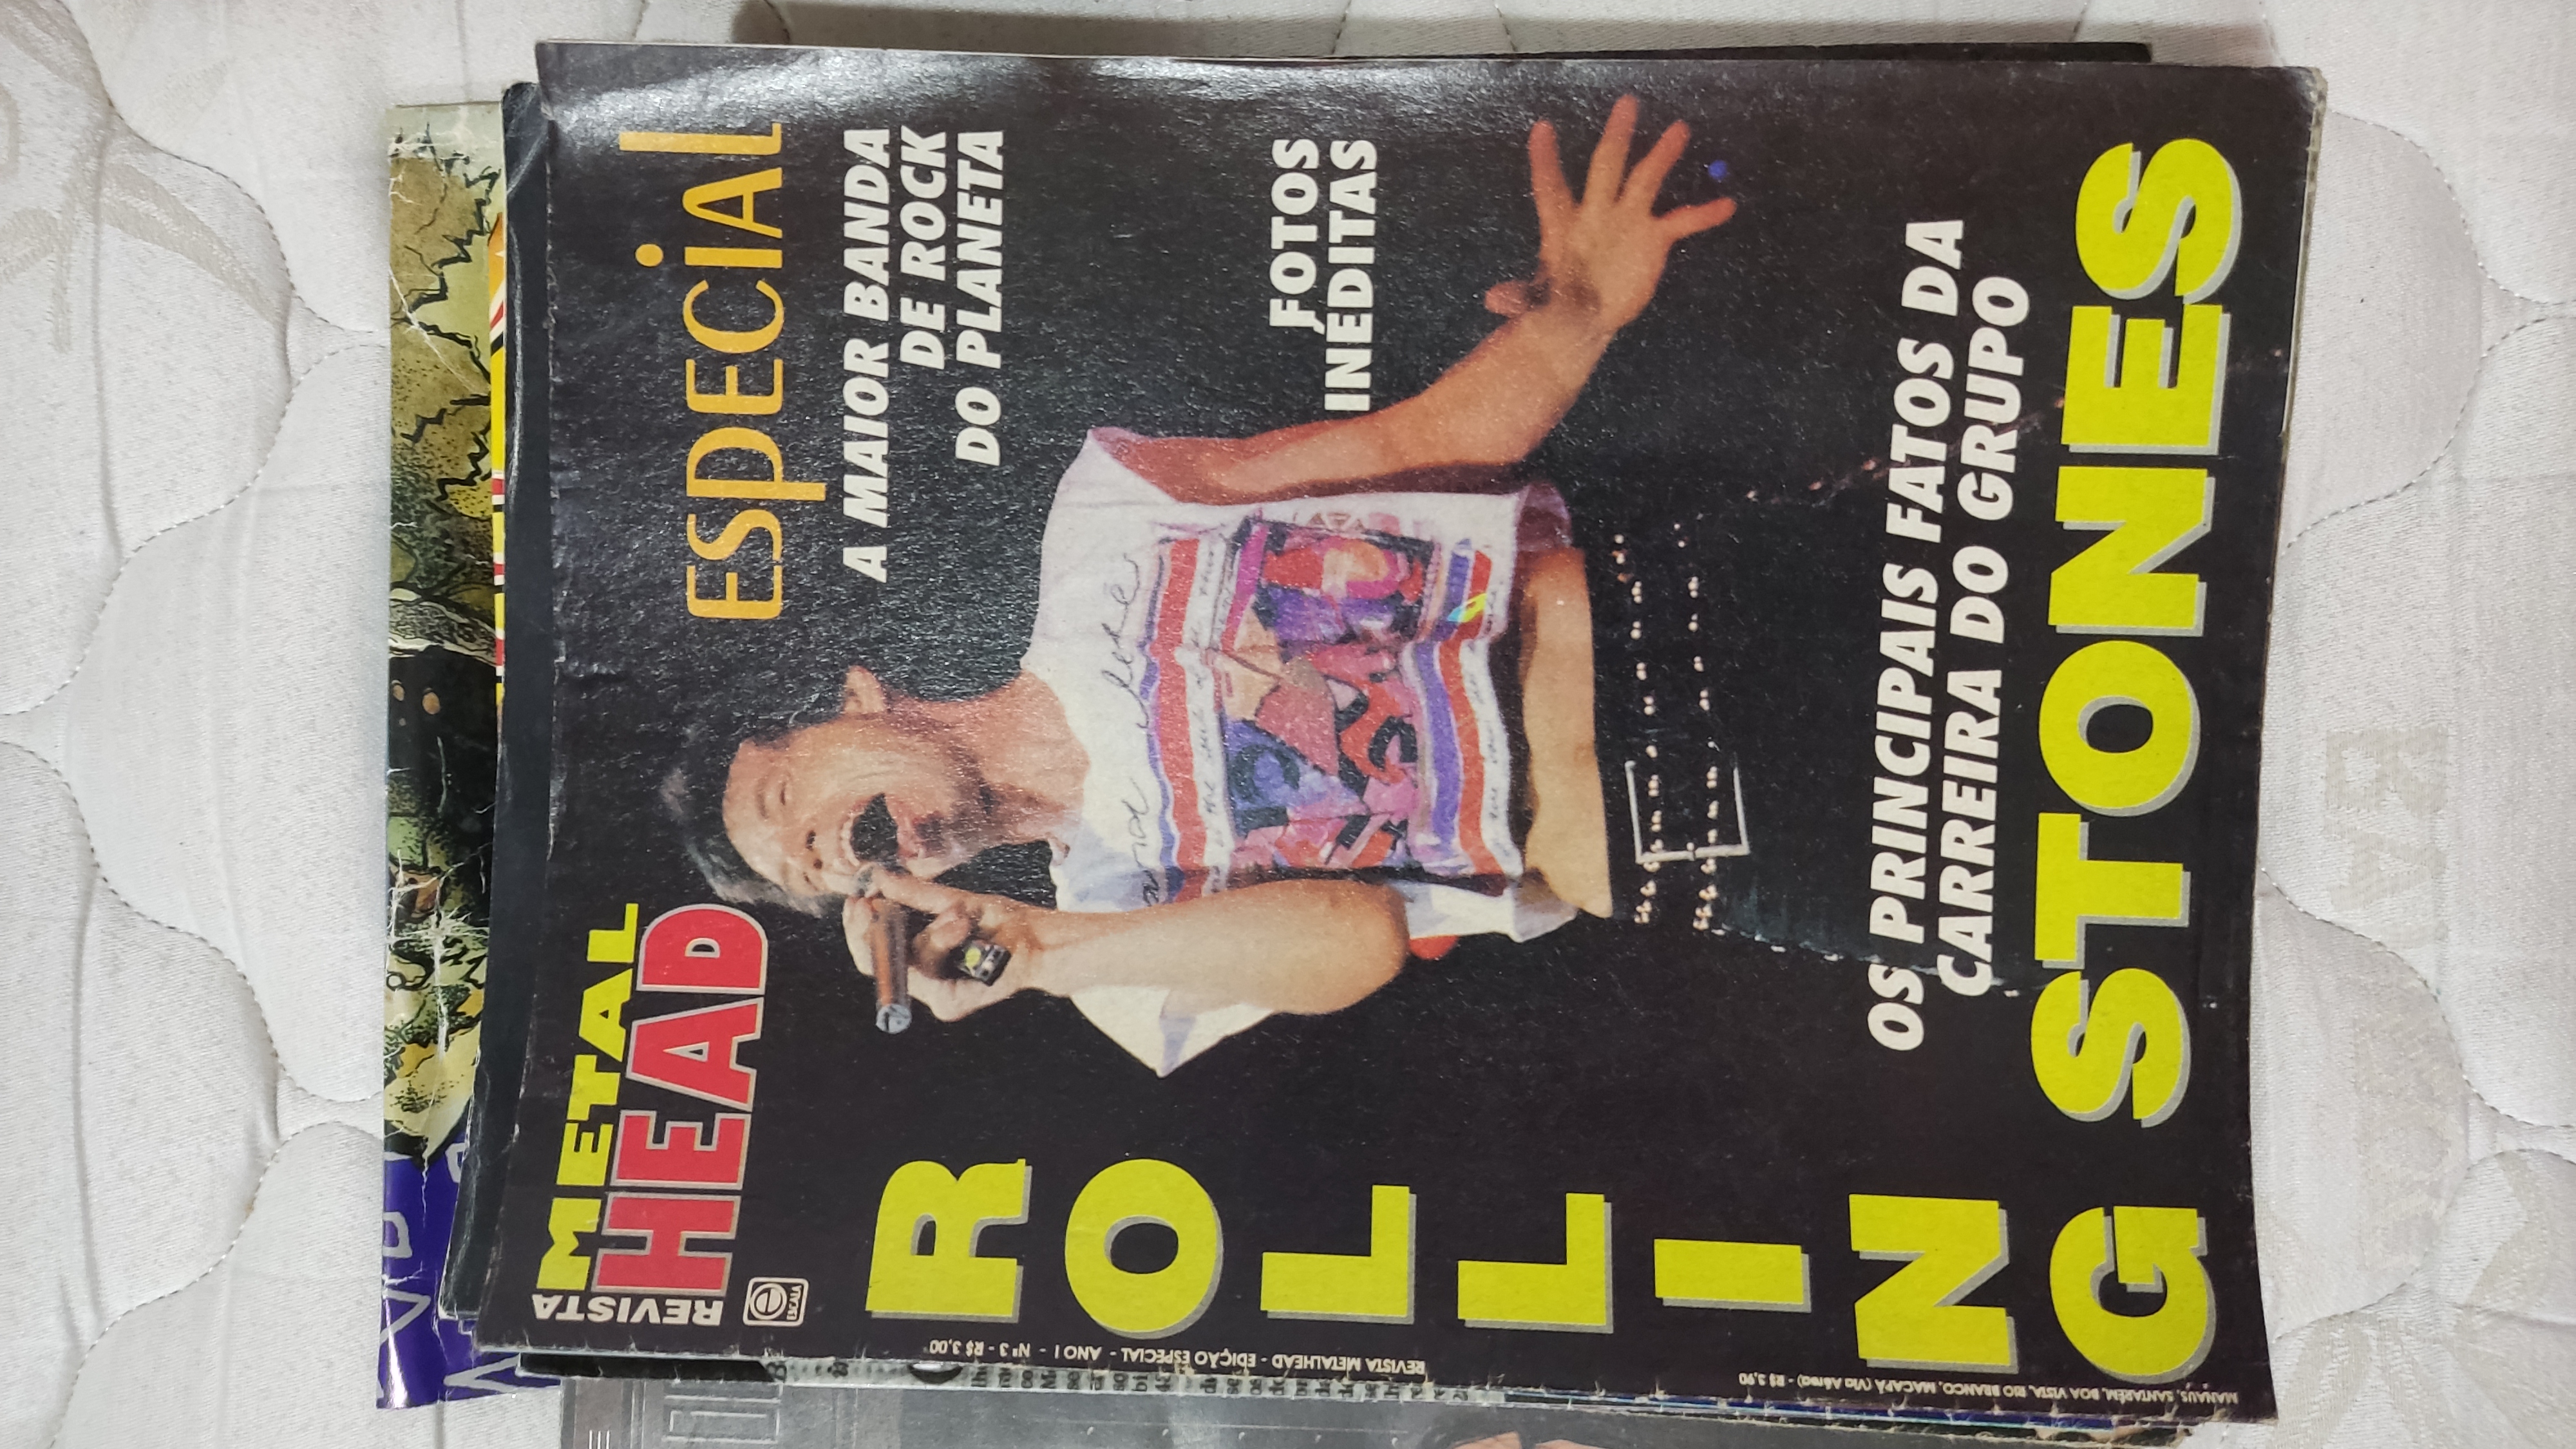 REVISTA
METAL
HEAD
ESCALA
ESPECIAL
A MAIOR BANDA
DE ROCK
DO PLANETA
FOTOS
INÉDITAS
OS PRINCIPAIS FATOS DA
CARREIRA DO GRUPO
ROLLING
STONES
REVISTA METALHEAD - EDIÇÃO ESPECIAL - ANO I - Nº 3 - R$ 3,00
MANAUS, SANTARÉM, BOA VISTA, RIO BRANCO, MACAPÁ (Via Aérea) - R$ 3,90